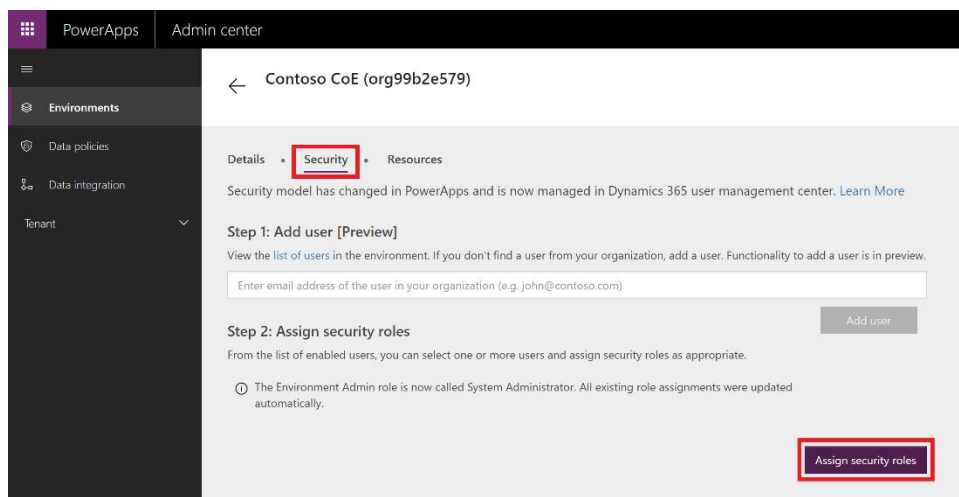 PowerApps
Admin center
Contoso CoE (org99b2e579)
Environments
Data policies
Data integration
Tenant
Details • Security • Resources
Security model has changed in PowerApps and is now managed in Dynamics 365 user management center. Learn More
Step 1: Add user [Preview]
View the list of users in the environment. If you don't find a user from your organization, add a user. Functionality to add a user is in preview.
Enter email address of the user in your organization (e.g. john@contoso.com)
Add user
Step 2: Assign security roles
From the list of enabled users, you can select one or more users and assign security roles as appropriate.
The Environment Admin role is now called System Administrator. All existing role assignments were updated
automatically.
Assign security roles